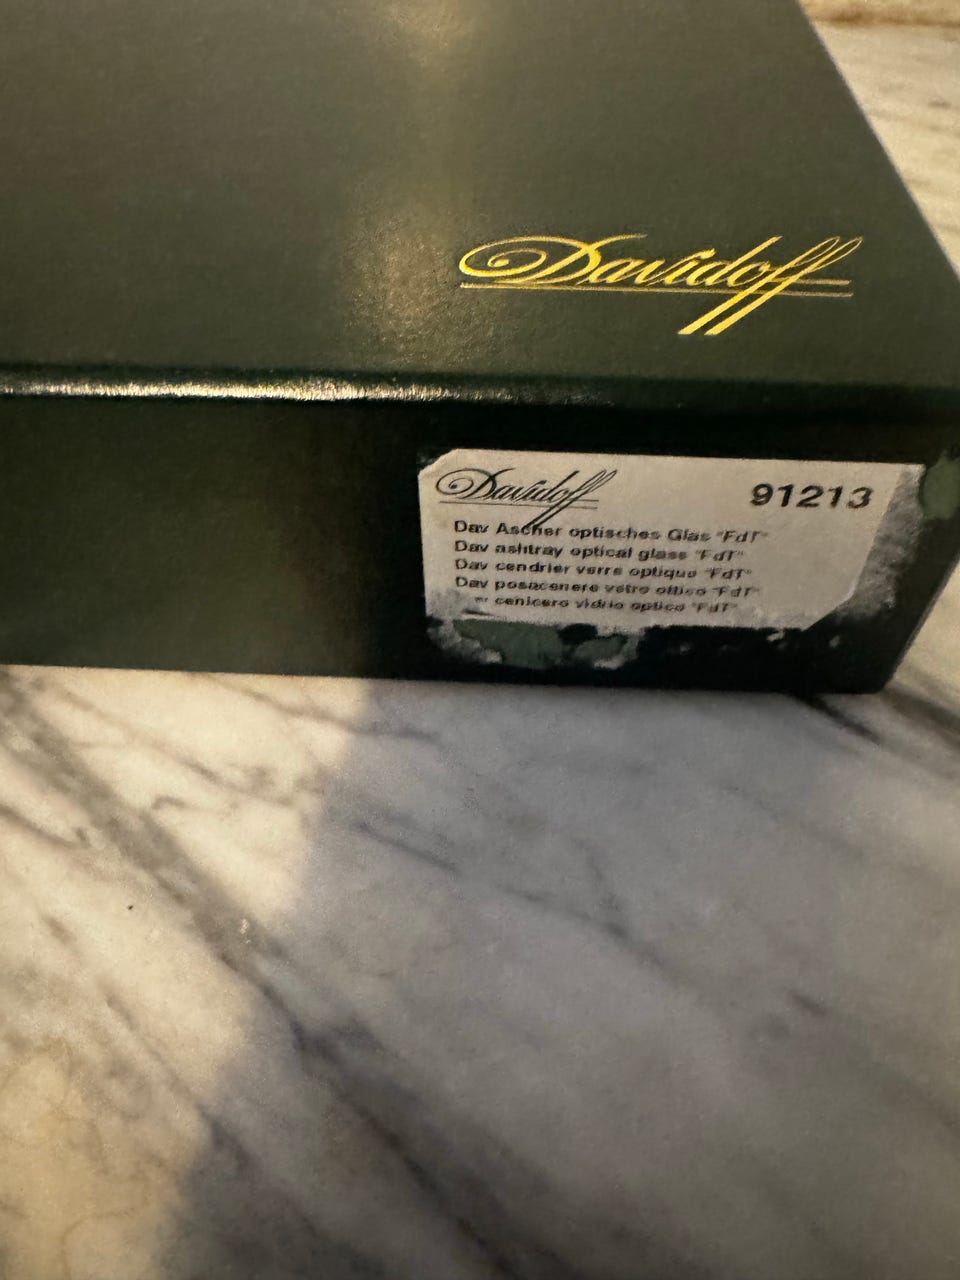 Davidoff
Davidoff
91213
Dav Ascher optisches Glas "FdT"
Dav ashtray optical glass "FdT"
Dav cendrier verre optique "FdT"
Dav posacenere vetro ottico "FdT"
cenicero vidrio optico "FdT"